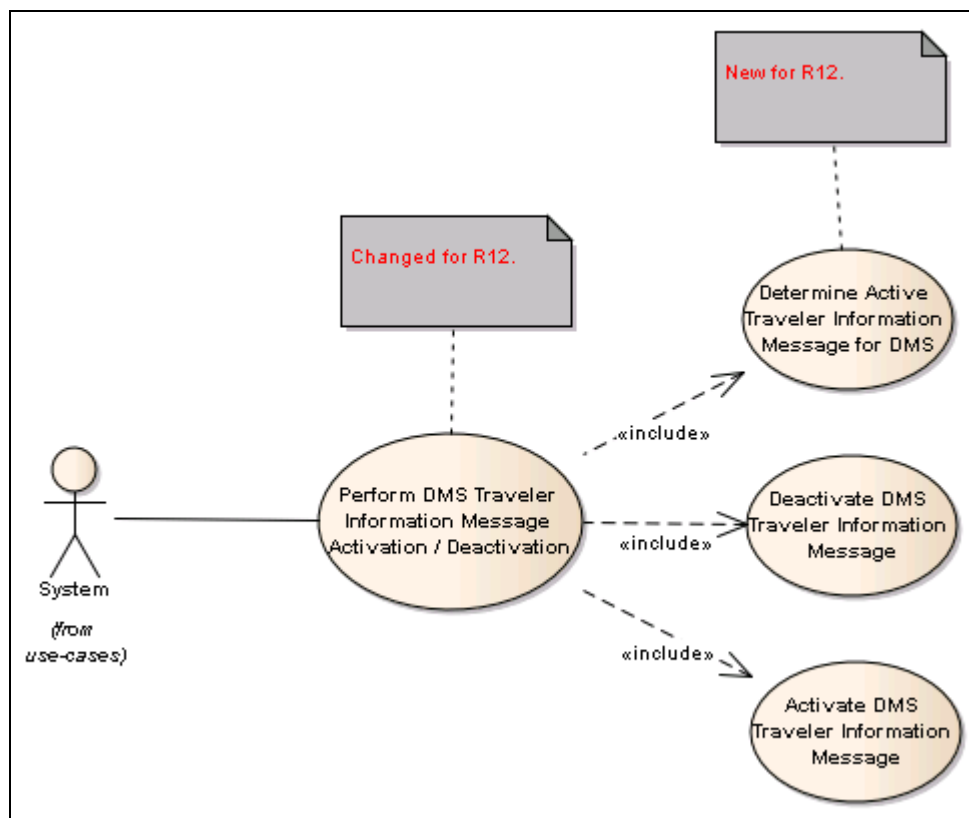 New for R12.
Changed for R12.
Determine Active
Traveler Information
Message for DMS
«include»
Perform DMS Traveler
Information Message
Activation / Deactivation
Deactivate DMS
Traveler Information
Message
«include»
System
(from
use-cases)
«include»
Activate DMS
Traveler Information
Message